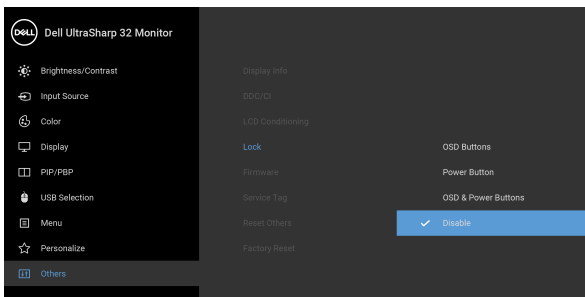 DELL Dell UltraSharp 32 Monitor
Brightness/Contrast
Input Source
Color
Display
PIP/PBP
USB Selection
Menu
Personalize
Others
Display Info
DDC/CI
LCD Conditioning
Lock
Firmware
Service Tag
Reset Others
Factory Reset
OSD Buttons
Power Button
OSD & Power Buttons
Disable